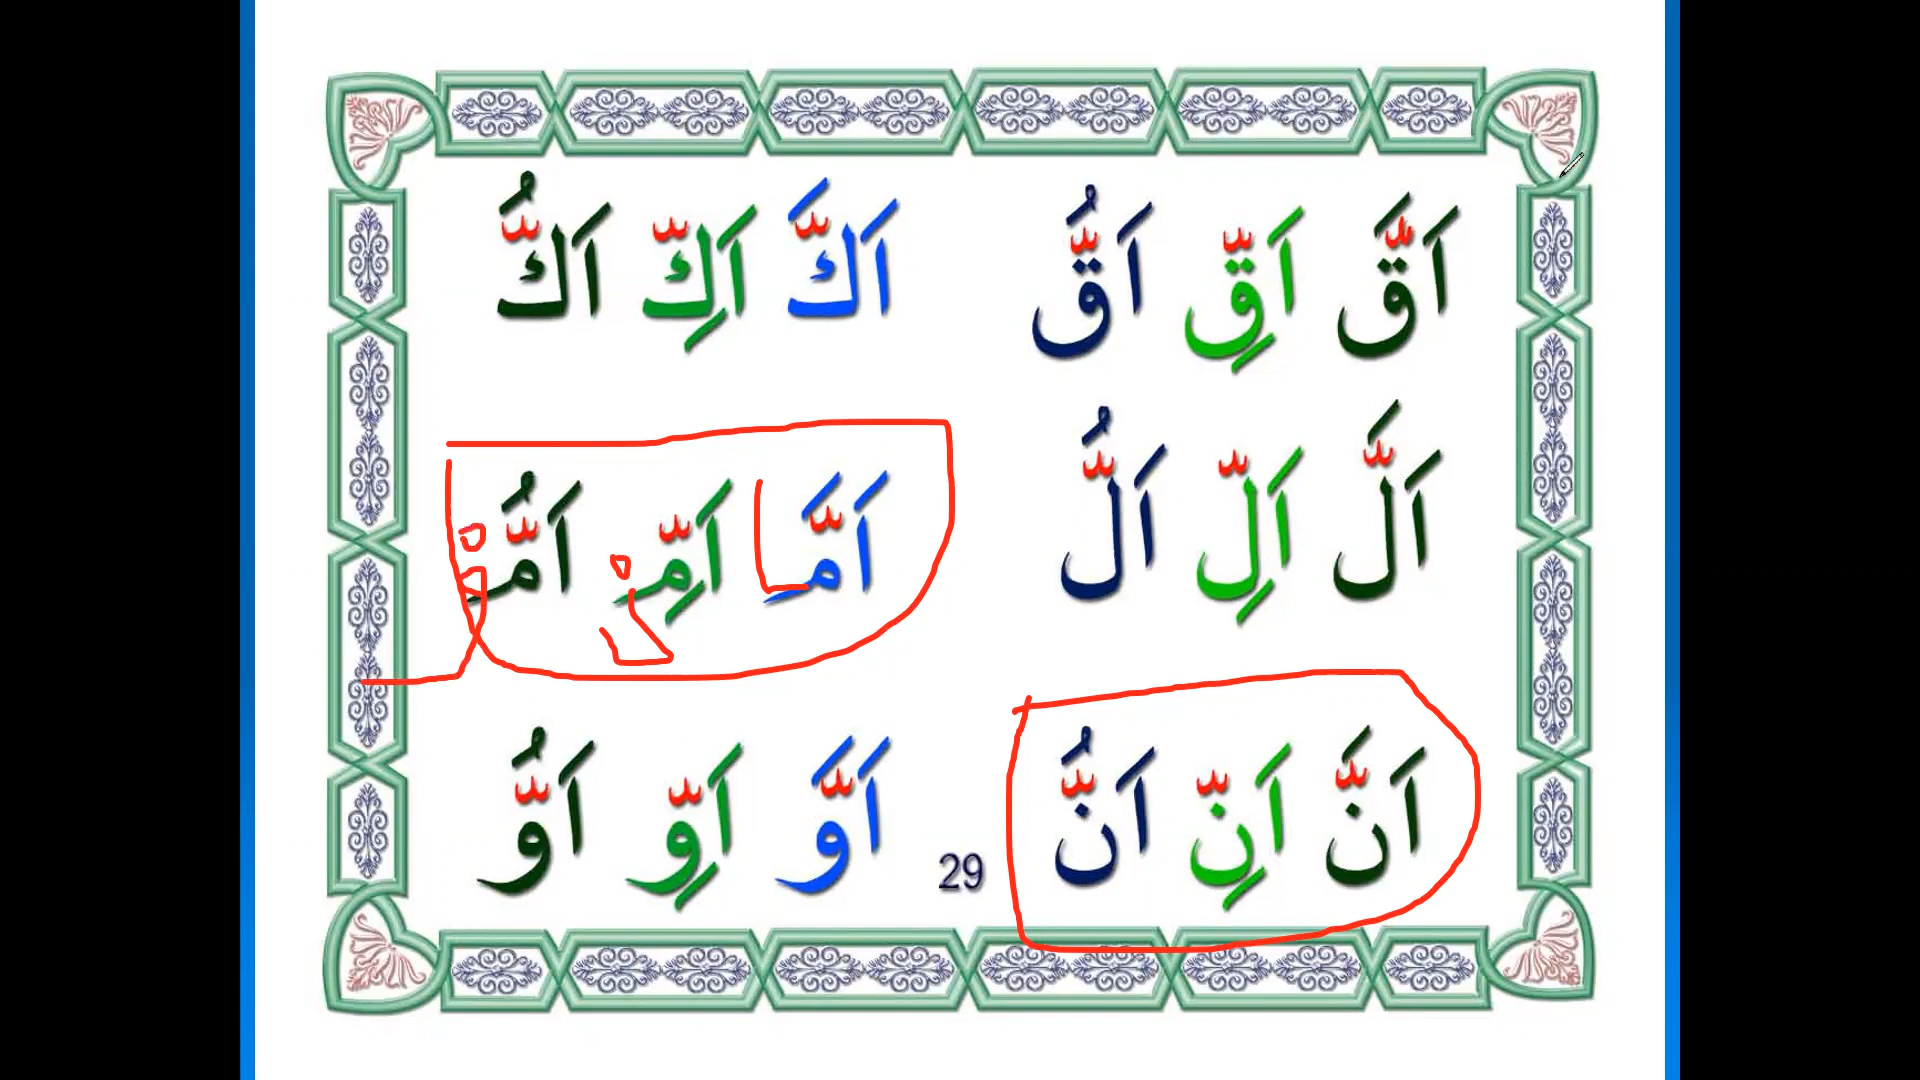 اَقَّ اَقِّ اَقُّ اَكَّ اَكِّ اَكُّ
اَلَّ اَلِّ اَلُّ اَمَّ اَمِّ اَمُّ
اَنَّ اَنِّ اَنُّ اَوَّ اَوِّ اَوُّ
29